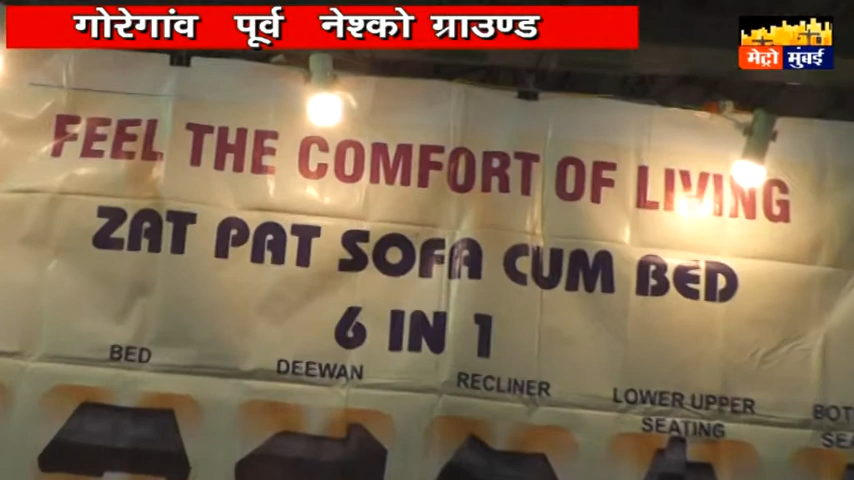 गोरेगांव पूर्व नेश्को ग्राउण्ड
मेट्रो मुंबई
FEEL THE COMFORT OF LIVING
ZAT PAT SOFA CUM BED
6 IN 1
BED
DEEWAN
RECLINER
LOWER UPPER
SEATING